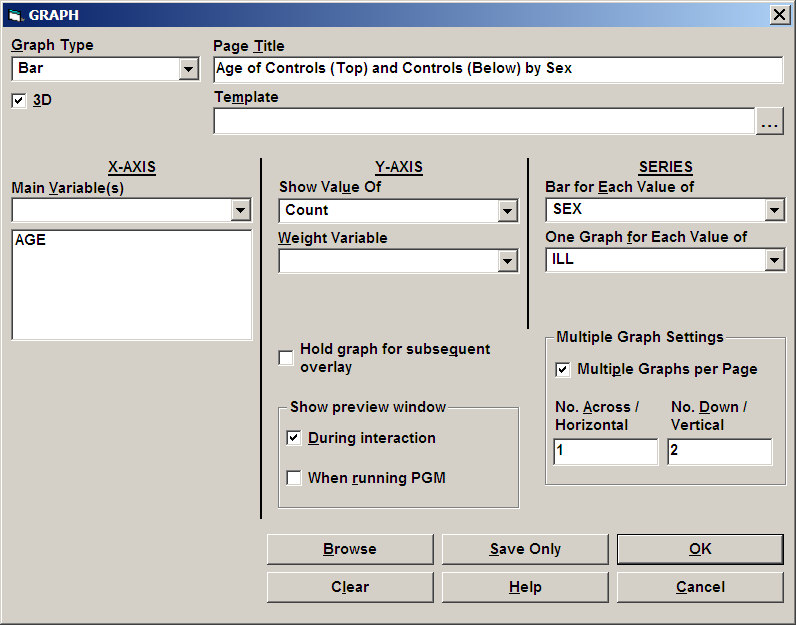 GRAPH
Graph Type
Bar
3D
Page Title
Age of Controls (Top) and Controls (Below) by Sex
Template
...
X-AXIS
Main Variable(s)
AGE
Y-AXIS
Show Value Of
Count
Weight Variable
Hold graph for subsequent
overlay
Show preview window
During interaction
When running PGM
SERIES
Bar for Each Value of
SEX
One Graph for Each Value of
ILL
Multiple Graph Settings
Multiple Graphs per Page
No. Across /
Horizontal
1
No. Down /
Vertical
2
Browse
Save Only
OK
Clear
Help
Cancel